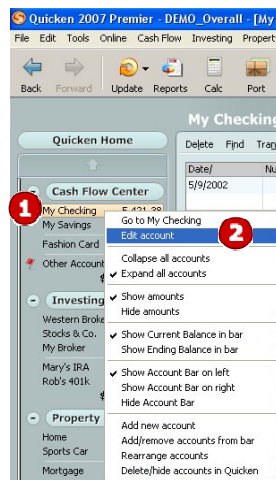 Quicken 2007 Premier - DEMO_Overall - [My
File Edit Tools Online Cash Flow Investing Propert
Back Forward Update Reports Calc Port
My Checking
Quicken Home
Delete Find Tran
Date/ Nu
5/9/2002
Cash Flow Center
1
My Checking 5,421.38
My Savings
Fashion Card
Other Account
$
Go to My Checking
Edit account
2
Collapse all accounts
Expand all accounts
Show amounts
Hide amounts
Show Current Balance in bar
Show Ending Balance in bar
Show Account Bar on left
Show Account Bar on right
Hide Account Bar
Add new account
Add/remove accounts from bar
Rearrange accounts
Delete/hide accounts in Quicken
Investing
Western Broke
Stocks & Co.
My Broker
Mary's IRA
Rob's 401k
$
Property
Home
Sports Car
Mortgage